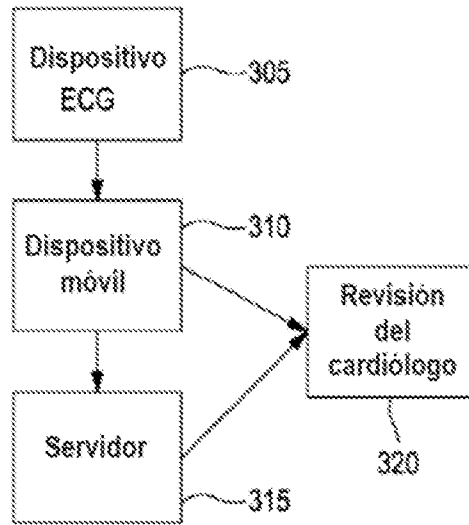 Dispositivo
ECG
305
Dispositivo
móvil
310
Revisión
del
cardiólogo
320
Servidor
315